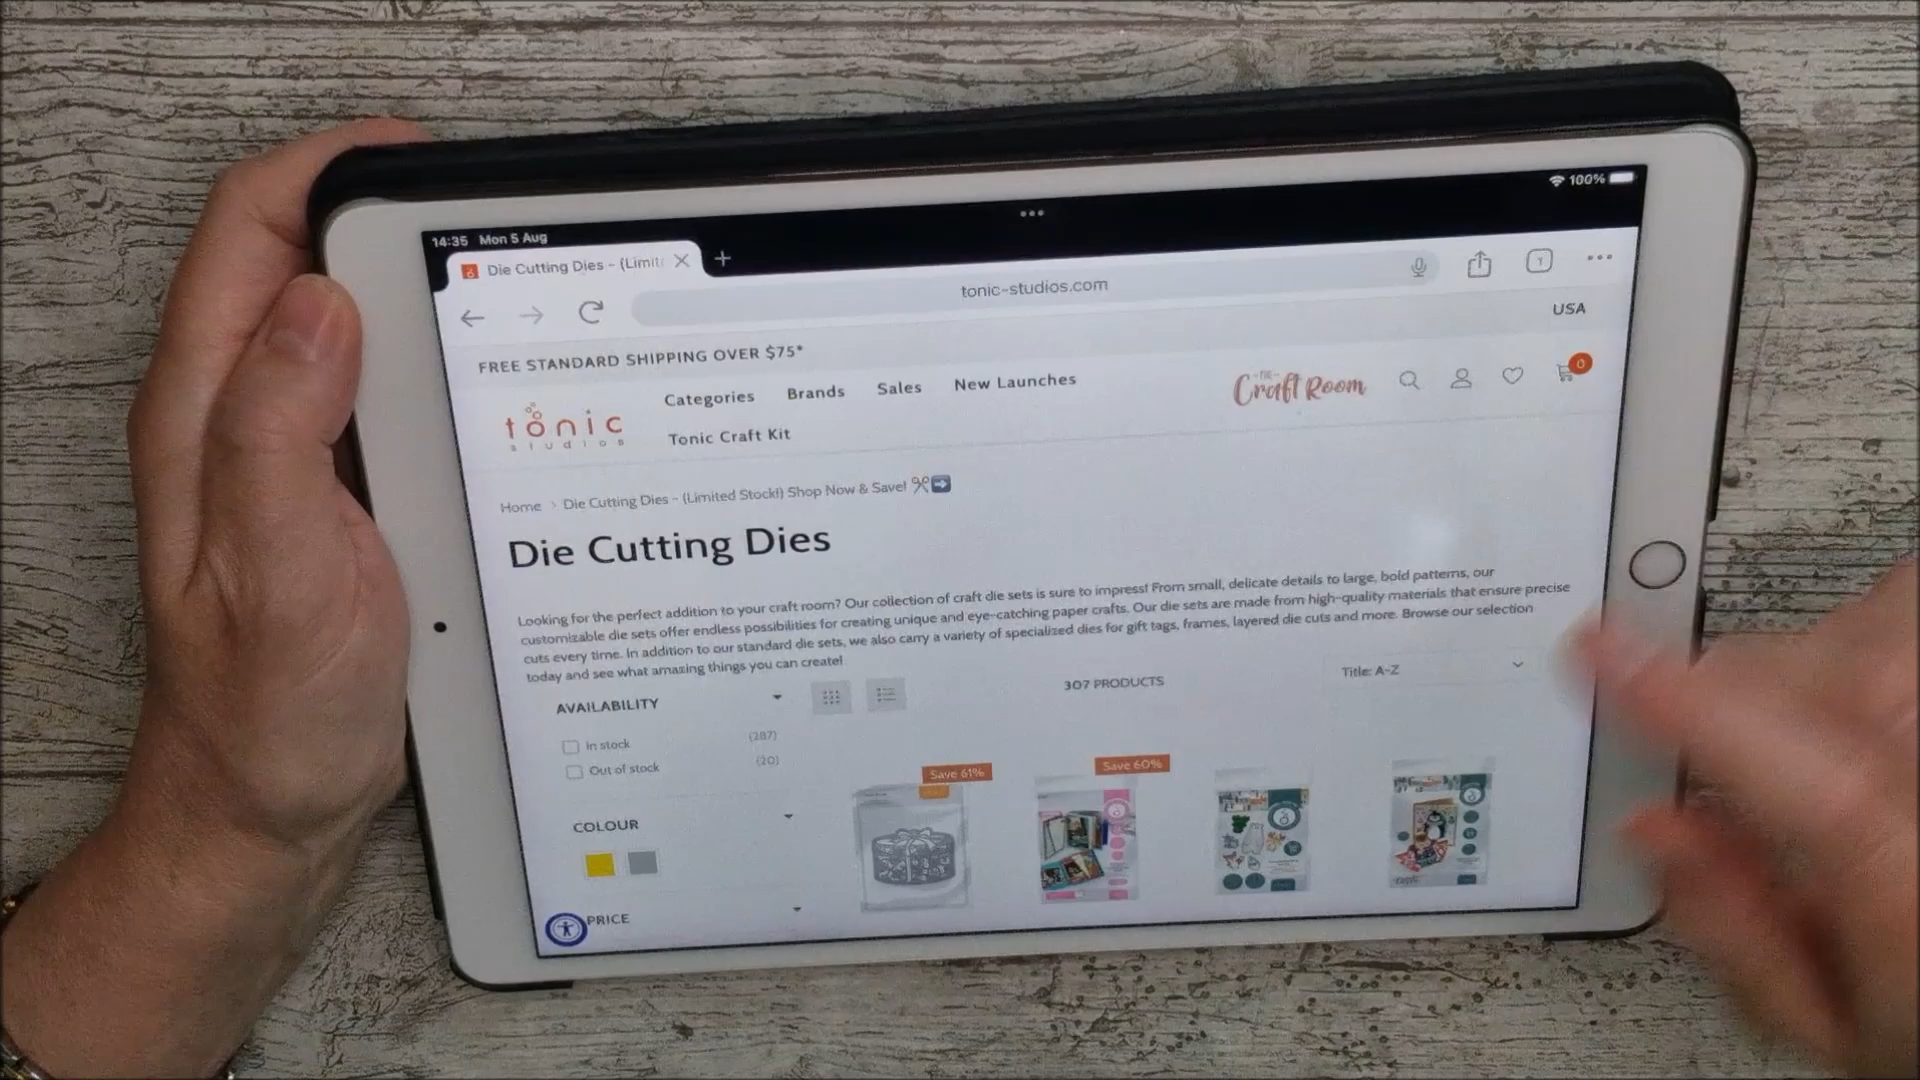 14:35 Mon 5 Aug
100%
Die Cutting Dies - (Limit
tonic-studios.com
1
USA
FREE STANDARD SHIPPING OVER $75*
tonic
studios
Categories Brands Sales New Launches
Tonic Craft Kit
THE
Craft Room
0
Home > Die Cutting Dies - (Limited Stock!) Shop Now & Save! ✂️➡️
Die Cutting Dies
Looking for the perfect addition to your craft room? Our collection of craft die sets is sure to impress! From small, delicate details to large, bold patterns, our
customizable die sets offer endless possibilities for creating unique and eye-catching paper crafts. Our die sets are made from high-quality materials that ensure precise
cuts every time. In addition to our standard die sets, we also carry a variety of specialized dies for gift tags, frames, layered die cuts and more. Browse our selection
today and see what amazing things you can create!
AVAILABILITY
307 PRODUCTS
Title: A-Z
In stock (287)
Out of stock (20)
Save 61%
Save 60%
COLOUR
PRICE